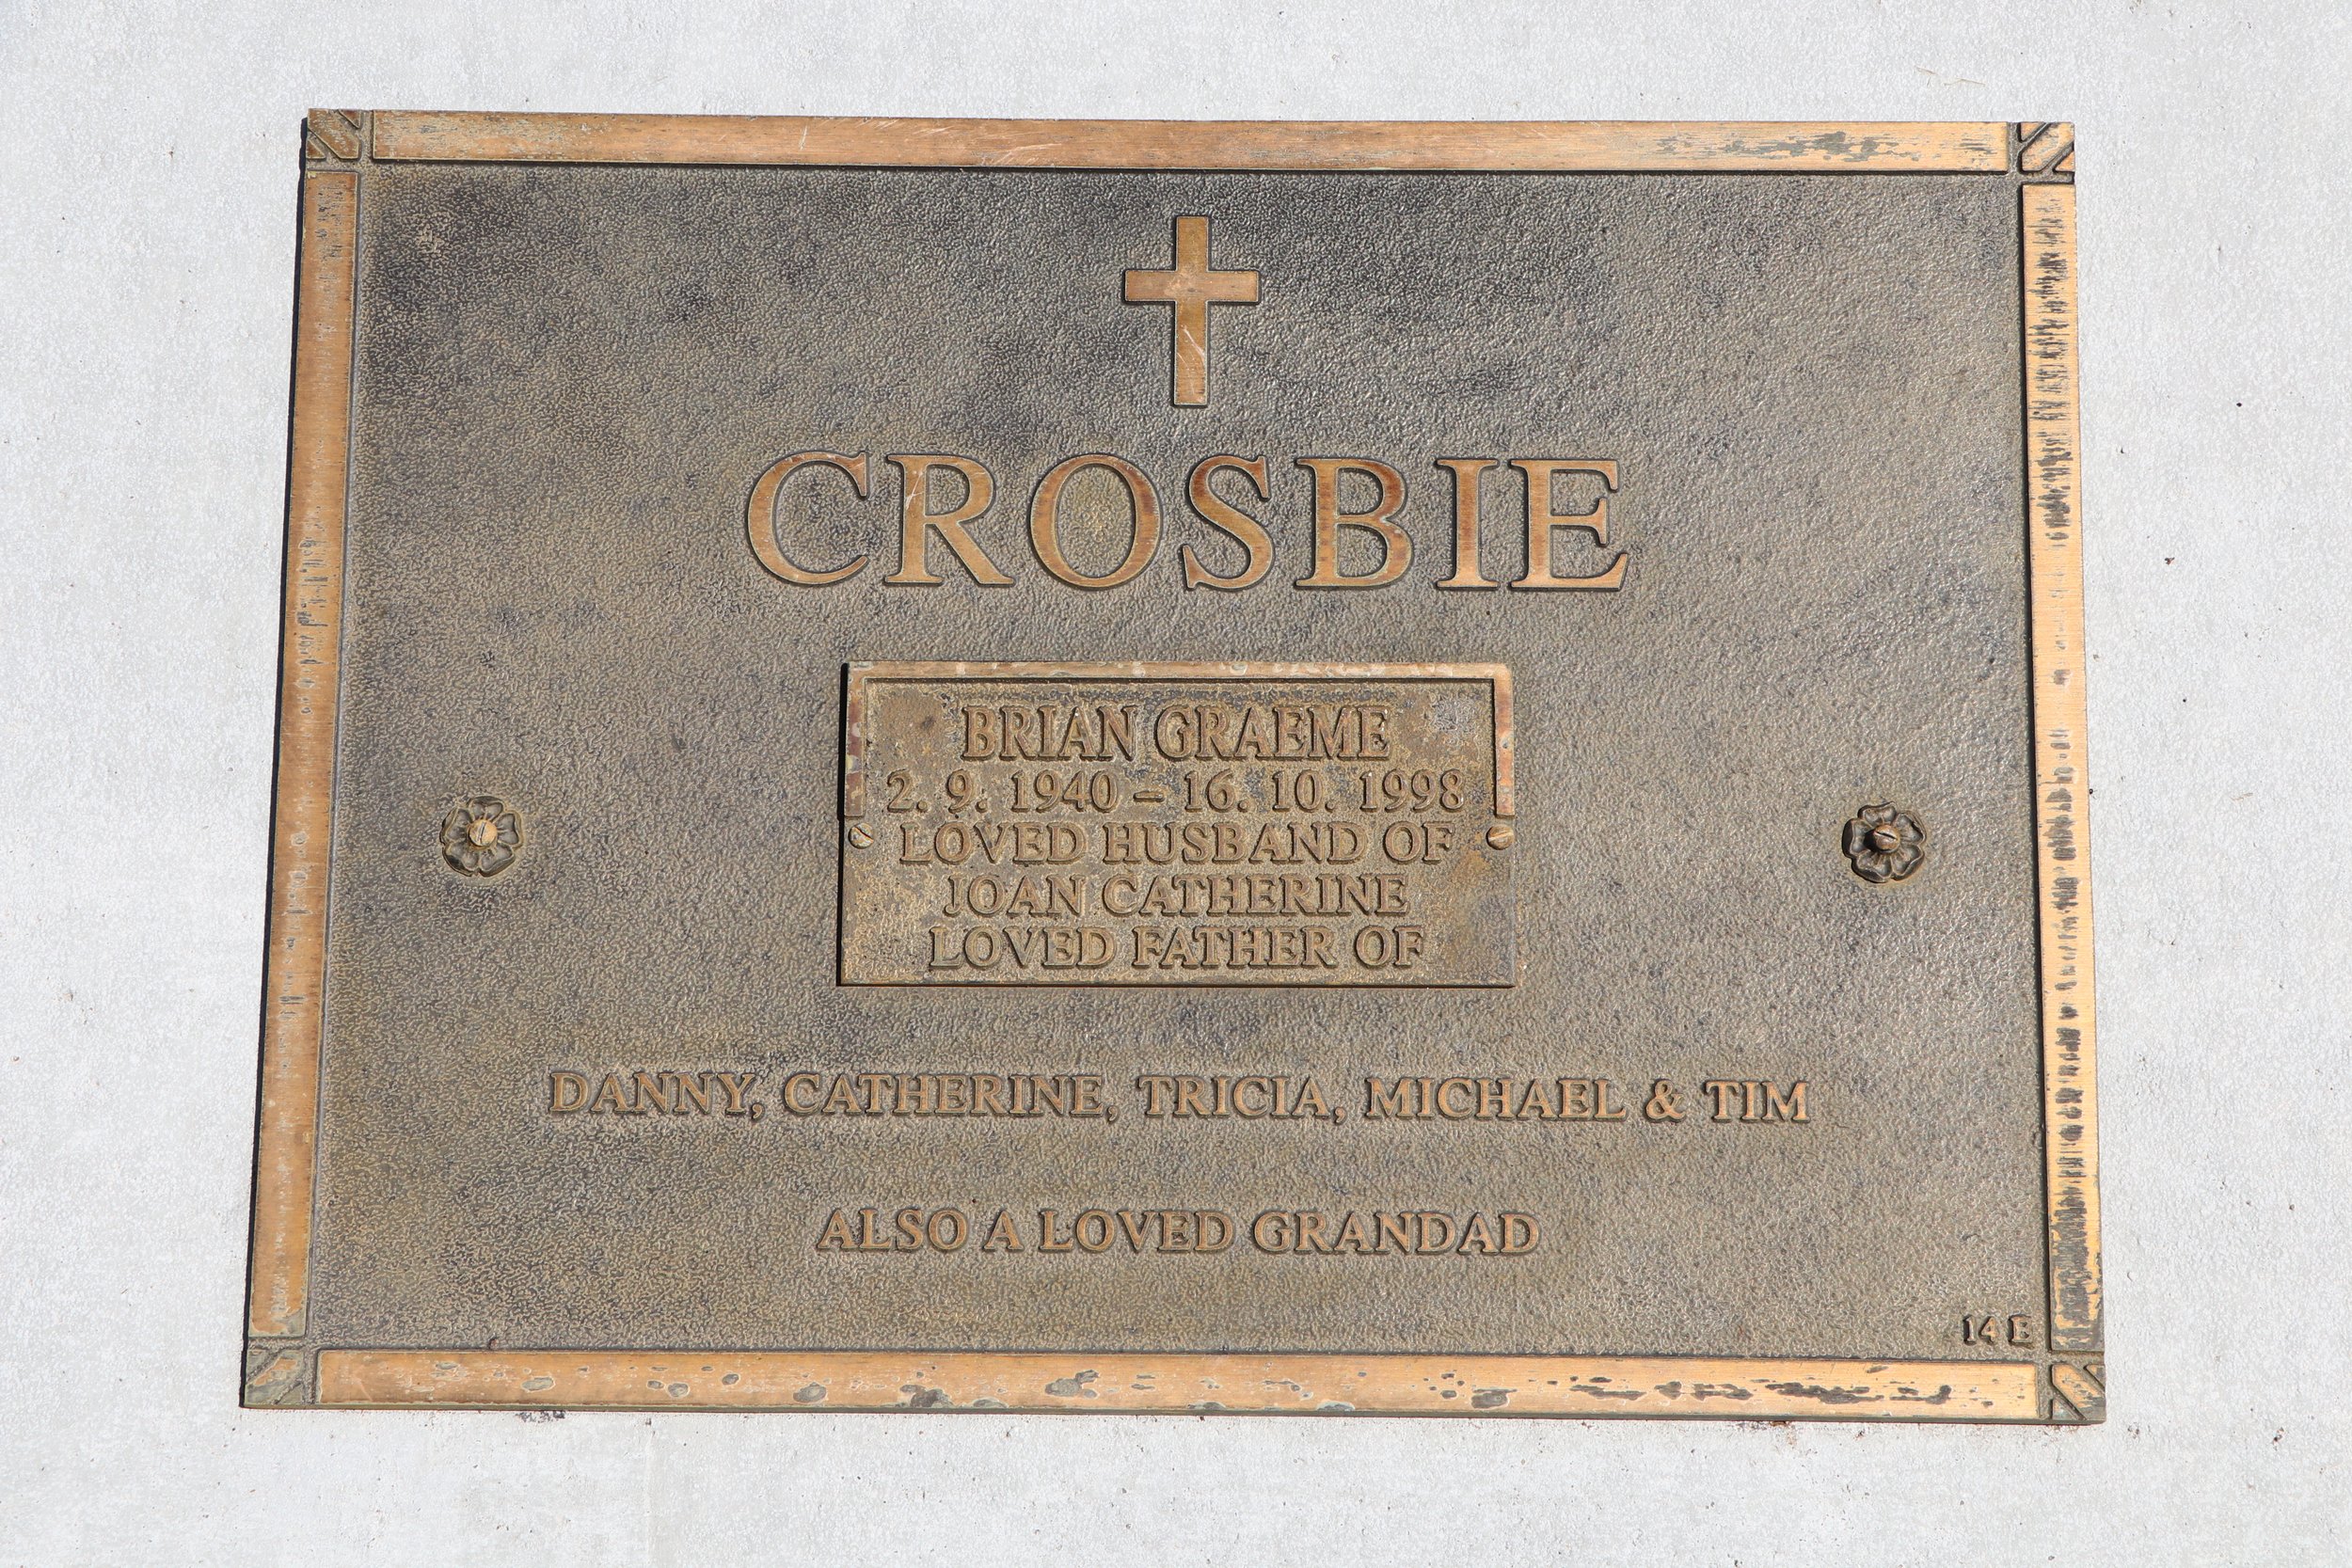 CROSBIE
BRIAN GRAEME
2. 9. 1940 – 16. 10. 1998
LOVED HUSBAND OF
JOAN CATHERINE
LOVED FATHER OF
DANNY, CATHERINE, TRICIA, MICHAEL & TIM
ALSO A LOVED GRANDAD
14 E